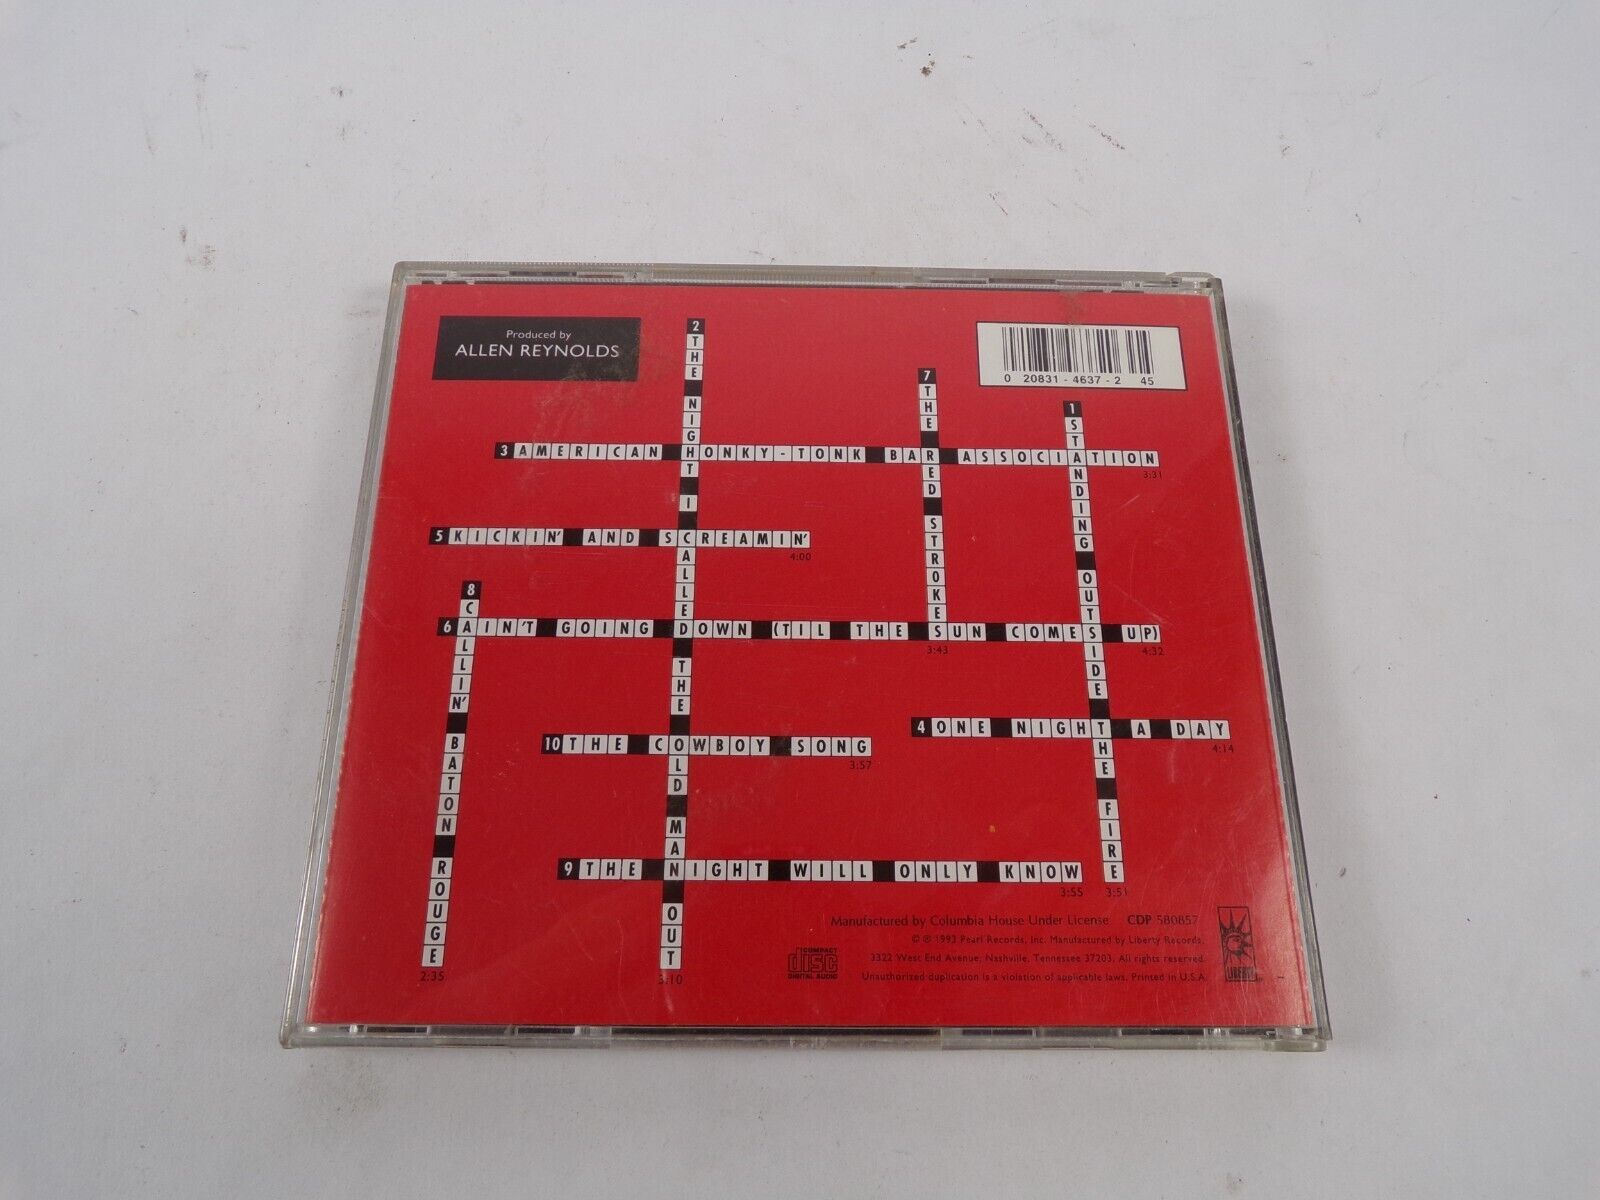 Produced by
ALLEN REYNOLDS
0 20831 - 4637 - 2 45
1 STANDING OUTSIDE THE FIRE
3:51
2 THE NIGHT I CALLED THE OLD MAN OUT
3:10
3 AMERICAN HONKY-TONK BAR ASSOCIATION
3:31
4 ONE NIGHT A DAY
4:14
5 KICKIN' AND SCREAMIN'
4:00
6 AIN'T GOING DOWN (TIL THE SUN COMES UP)
4:32
7 THE RED STROKES
3:43
8 CALLIN' BATON ROUGE
2:35
9 THE NIGHT WILL ONLY KNOW
3:55
10 THE COWBOY SONG
3:57
Manufactured by Columbia House Under License CDP 580857
© ℗ 1993 Pearl Records, Inc. Manufactured by Liberty Records,
3322 West End Avenue, Nashville, Tennessee 37203. All rights reserved.
Unauthorized duplication is a violation of applicable laws. Printed in U.S.A.
COMPACT
disc
DIGITAL AUDIO
LIBERTY